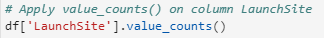 # Apply value_counts() on column LaunchSite
df['LaunchSite'].value_counts()